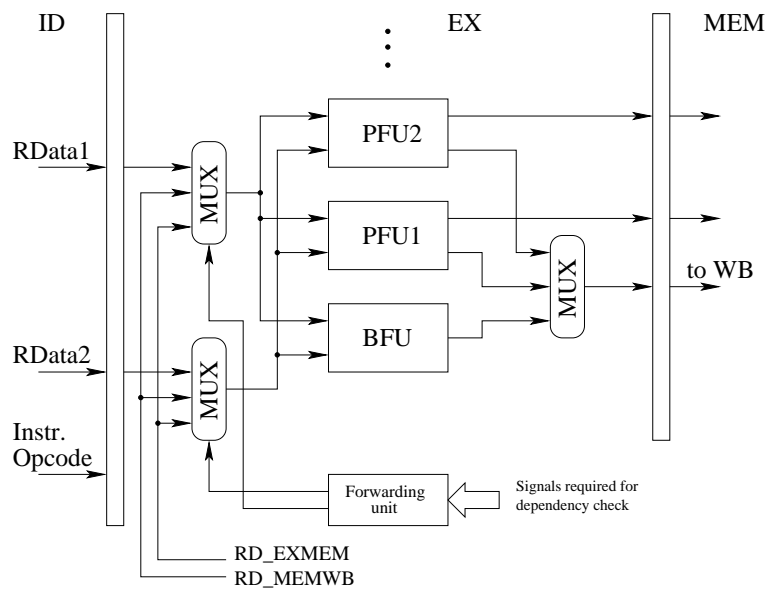 ID
EX
MEM
RData1
MUX
PFU2
PFU1
MUX
to WB
BFU
RData2
MUX
Instr.
Opcode
Forwarding
unit
Signals required for
dependency check
RD_EXMEM
RD_MEMWB